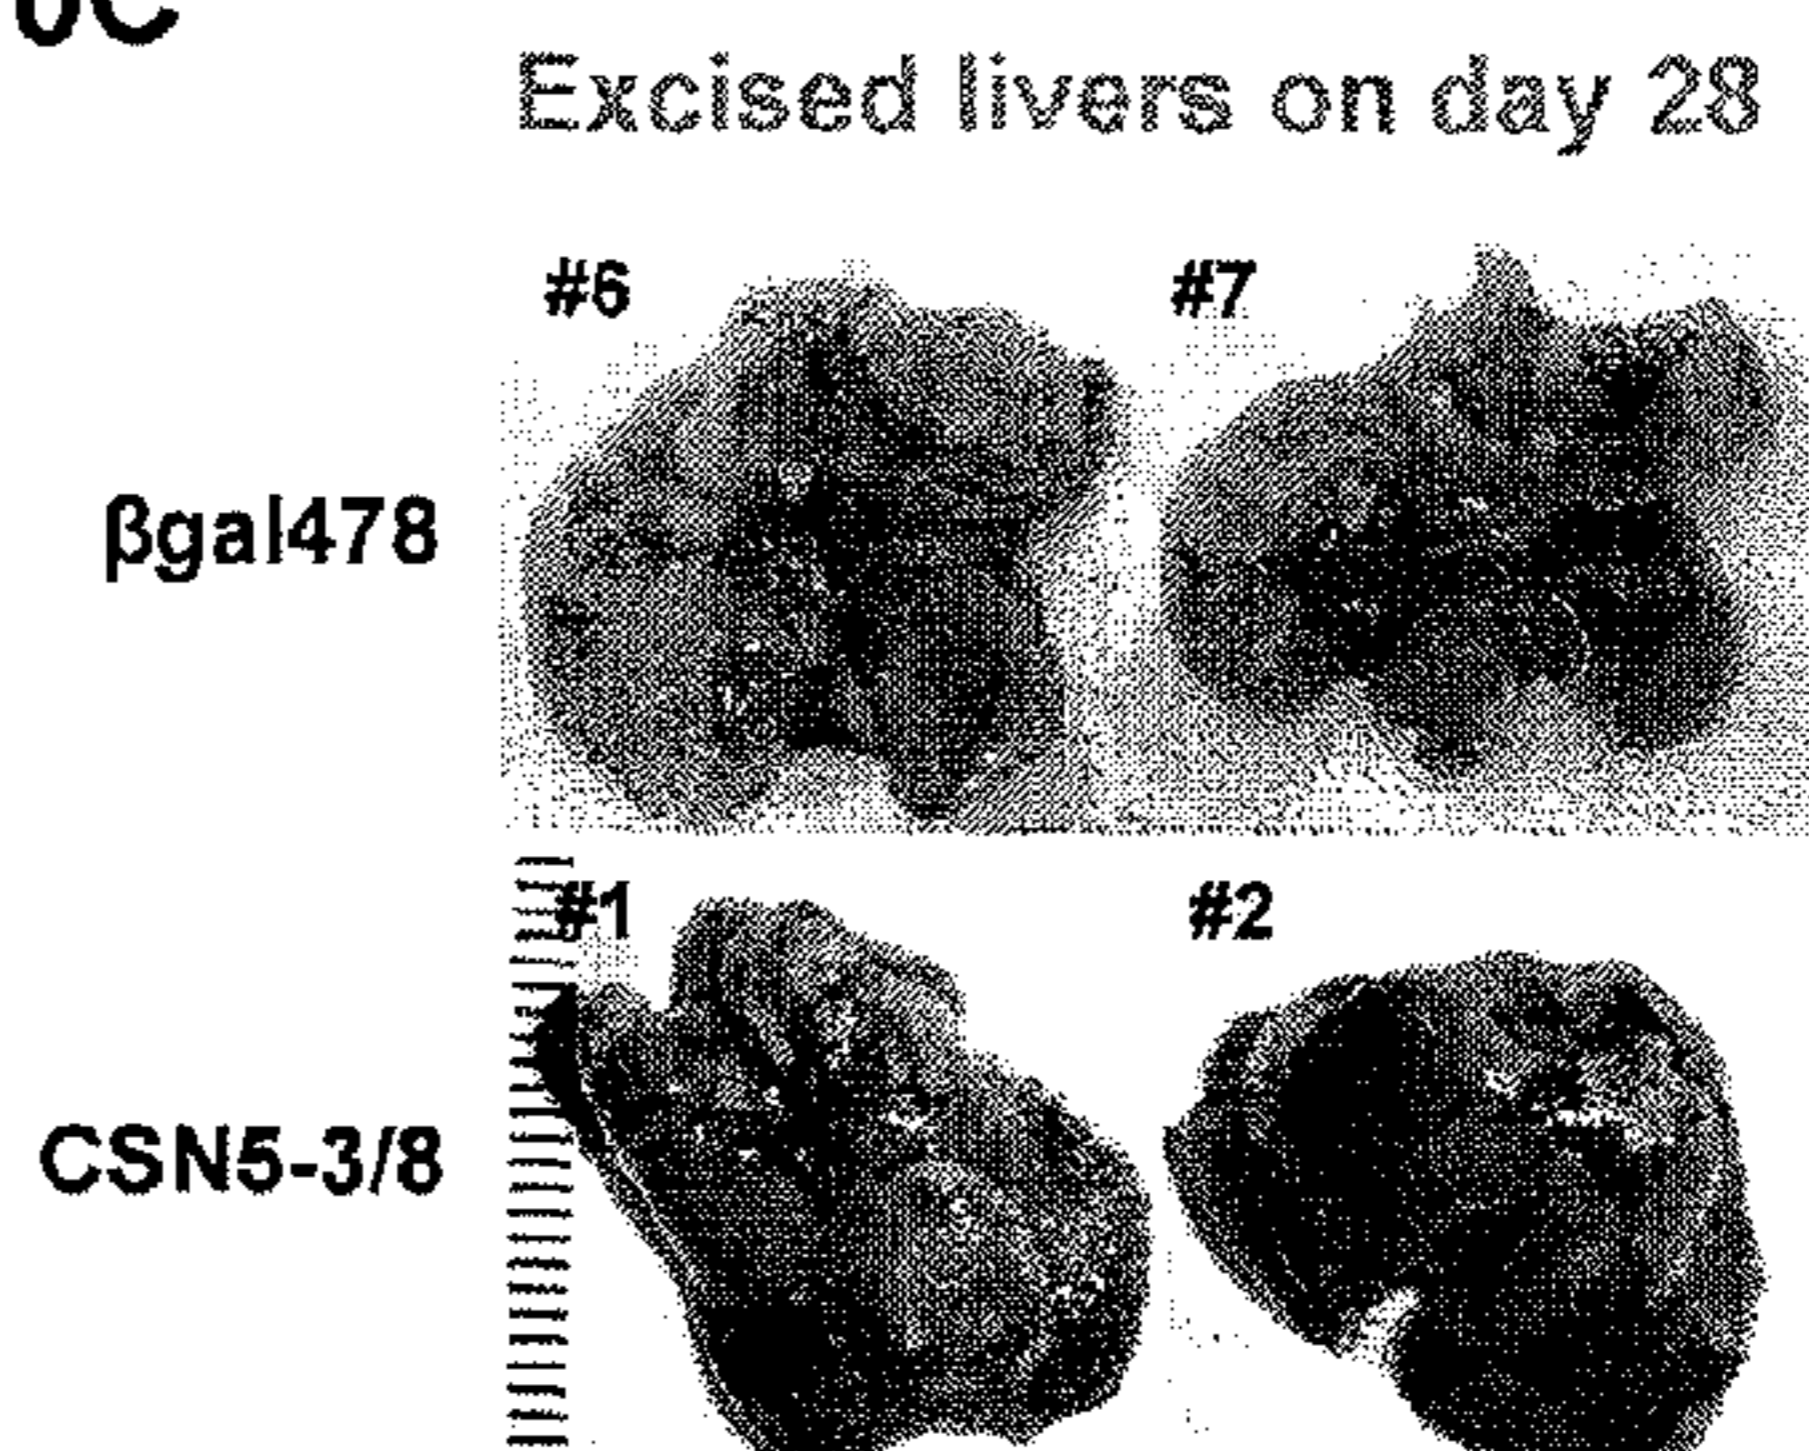 Excised livers on day 28
#6 #7
βgal478
#1 #2
CSN5-3/8